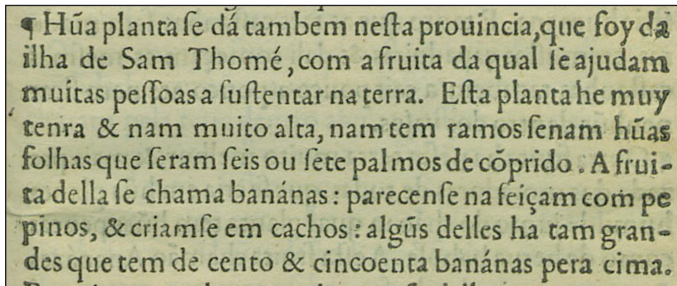 ¶ Hũa planta ſe dá tambem neſta prouincia, que foy da
ilha de Sam Thomé, com a fruita da qual ſe ajudam
muitas peſſoas a ſuſtentar na terra. Eſta planta he muy
tenra & nam muito alta, nam tem ramos ſenam hũas
folhas que ſeram ſeis ou ſete palmos de cõprido. A frui-
ta della ſe chama banánas: parecenſe na feiçam com pe
pinos, & criamſe em cachos: algũs delles ha tam gran-
des que tem de cento & cincoenta banánas pera cima.